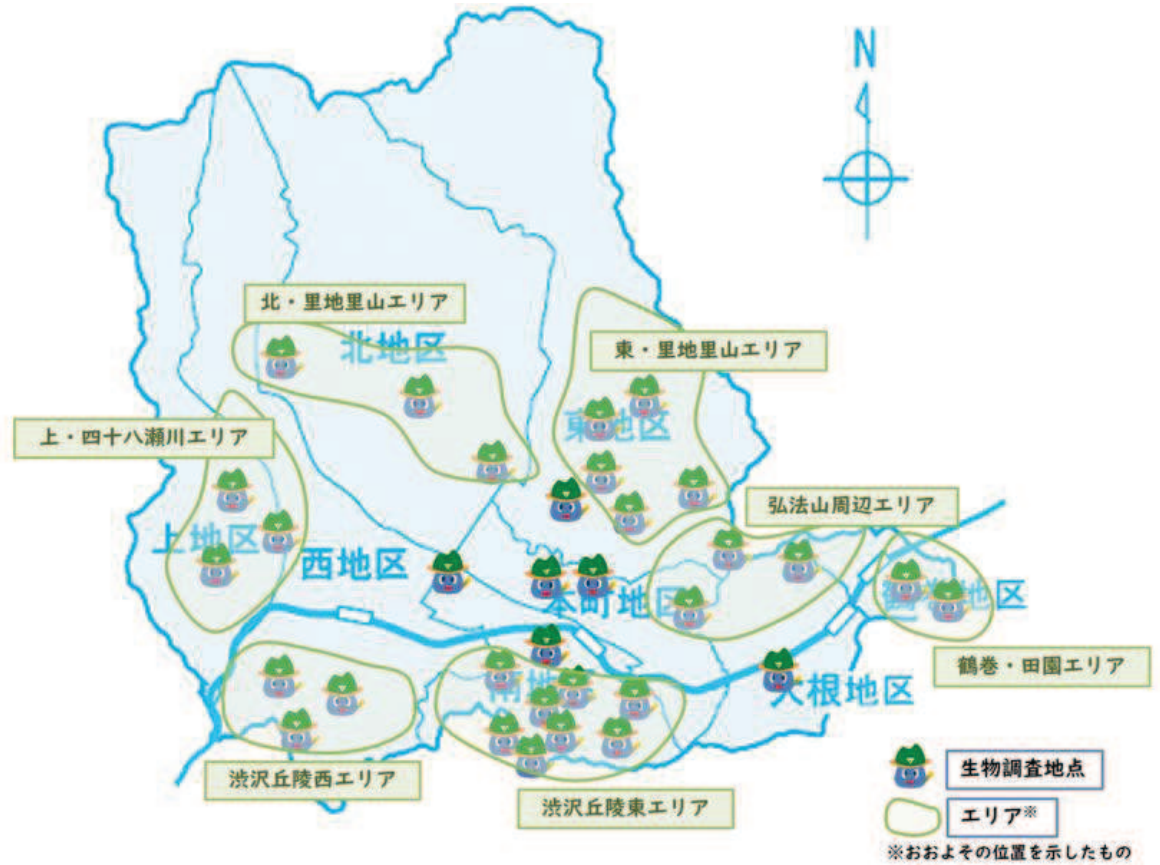 N
北・里地里山エリア
北地区
東・里地里山エリア
東地区
上・四十八瀬川エリア
上地区
弘法山周辺エリア
西地区
本町地区
鶴巻地区
鶴巻・田園エリア
南地区
大根地区
渋沢丘陵西エリア
渋沢丘陵東エリア
生物調査地点
エリア※
※おおよその位置を示したもの